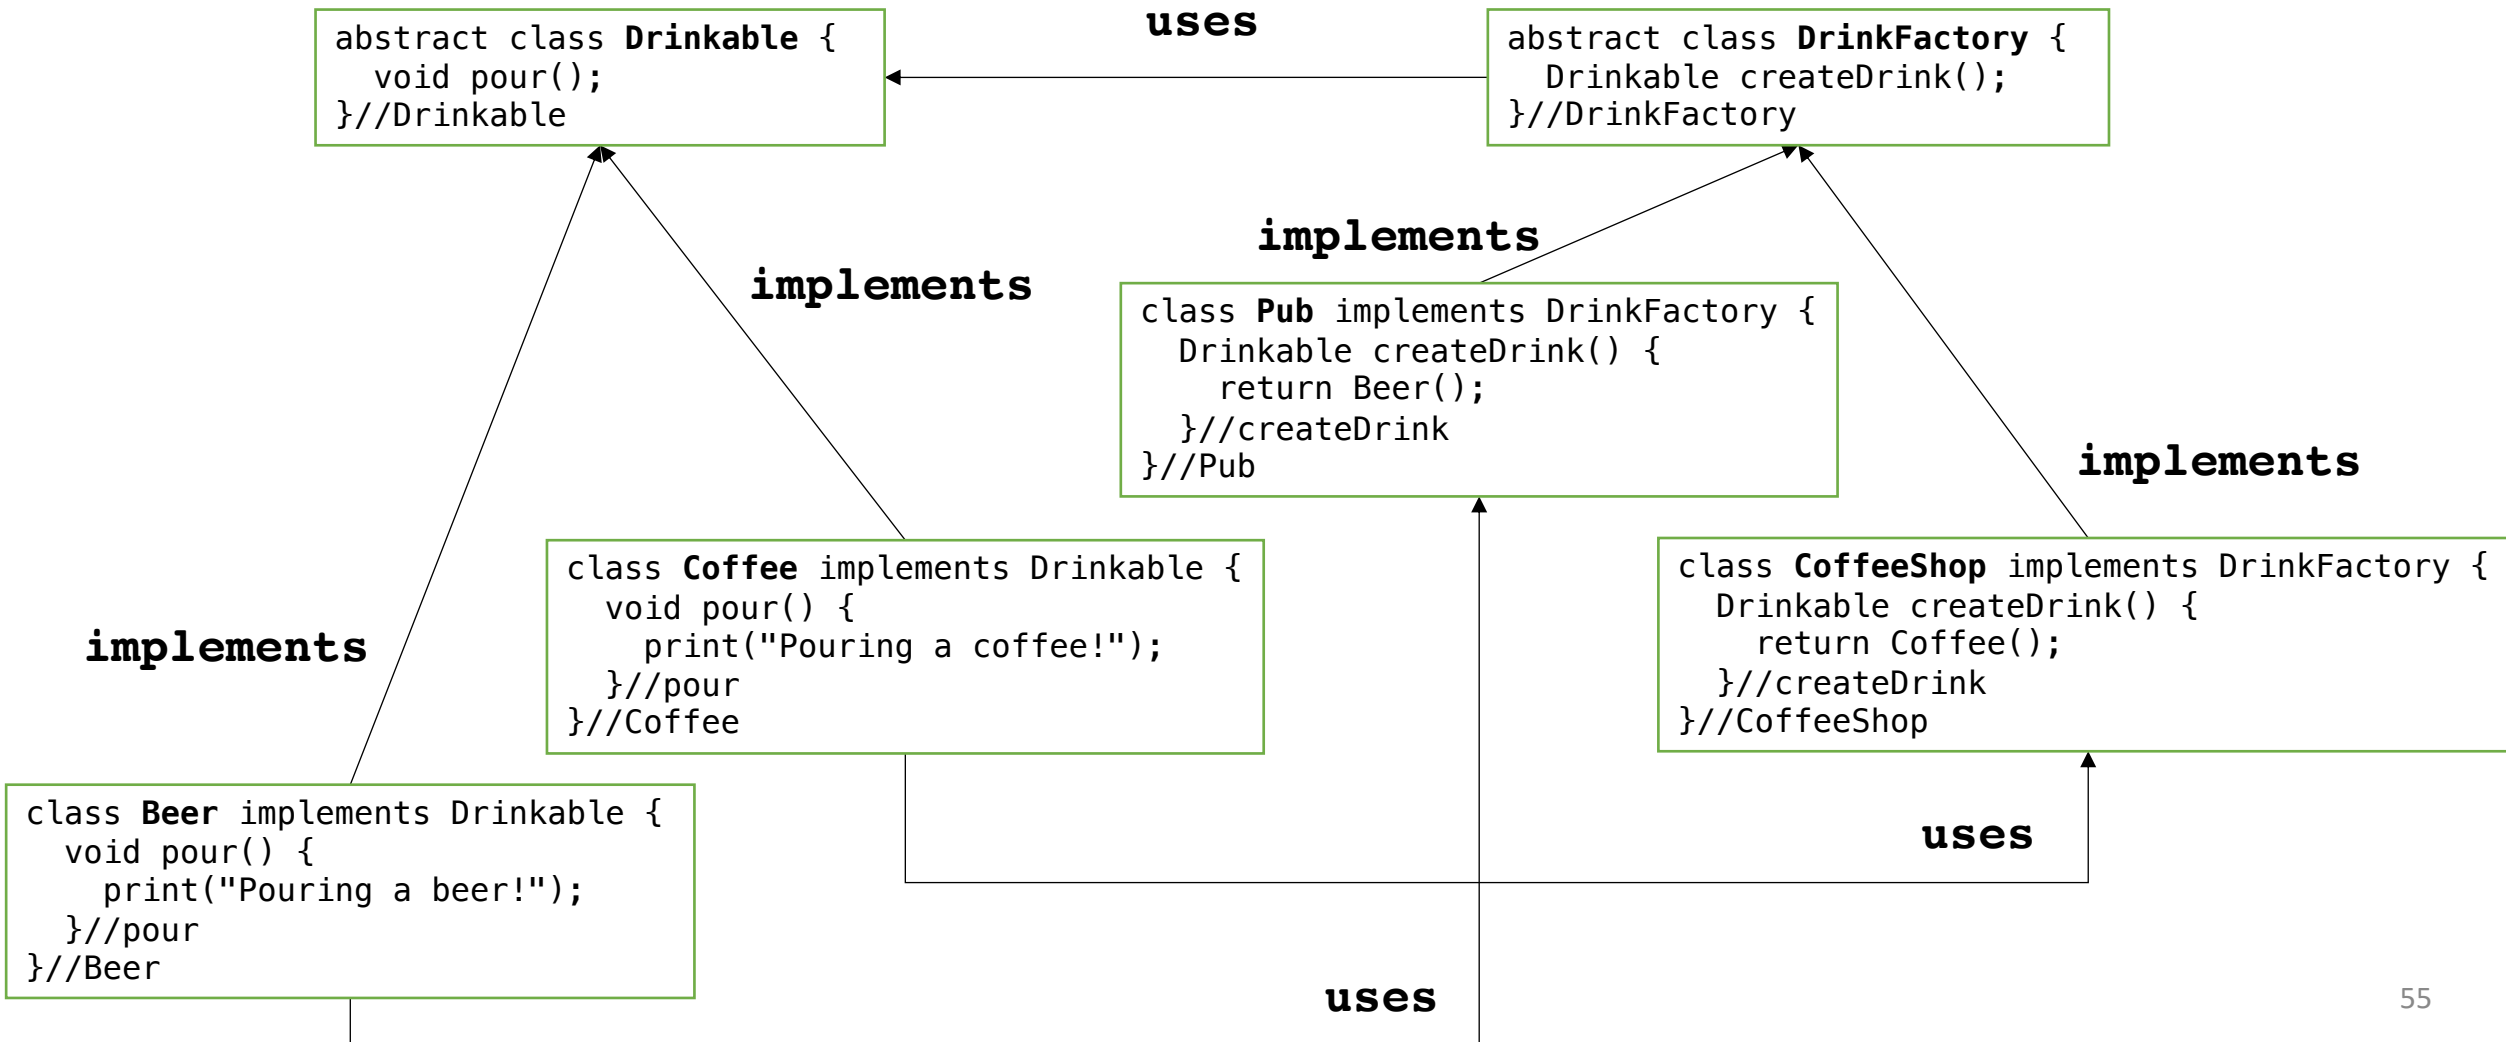 uses
abstract class Drinkable {
  void pour();
}//Drinkable
abstract class DrinkFactory {
  Drinkable createDrink();
}//DrinkFactory
implements
implements
class Pub implements DrinkFactory {
  Drinkable createDrink() {
    return Beer();
  }//createDrink
}//Pub
implements
class Coffee implements Drinkable {
  void pour() {
    print("Pouring a coffee!");
  }//pour
}//Coffee
class CoffeeShop implements DrinkFactory {
  Drinkable createDrink() {
    return Coffee();
  }//createDrink
}//CoffeeShop
implements
class Beer implements Drinkable {
  void pour() {
    print("Pouring a beer!");
  }//pour
}//Beer
uses
uses
55